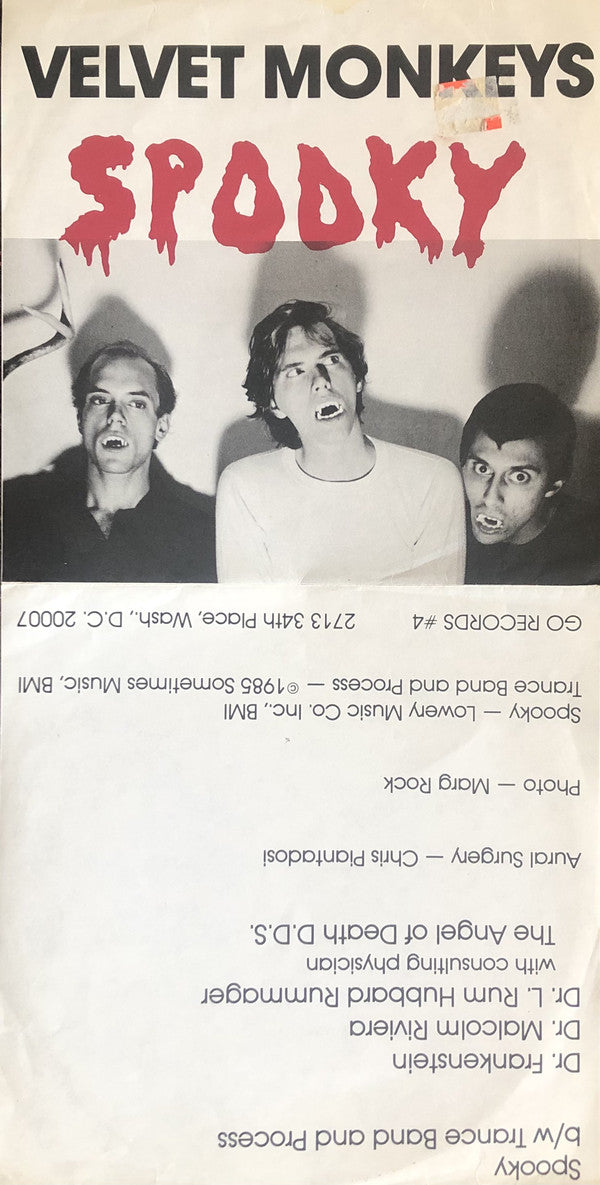 VELVET MONKEYS
SPOOKY
Spooky
b/w Trance Band and Process
Dr. Frankenstein
Dr. Malcolm Riviera
Dr. L. Rum Hubbard Rummager
with consulting physician
The Angel of Death D.D.S.
Aural Surgery — Chris Piantadosi
Photo — Marg Rock
Spooky — Lowery Music Co. Inc., BMI
Trance Band and Process — ©1985 Sometimes Music, BMI
GO RECORDS #4 2713 34th Place, Wash., D.C. 20007